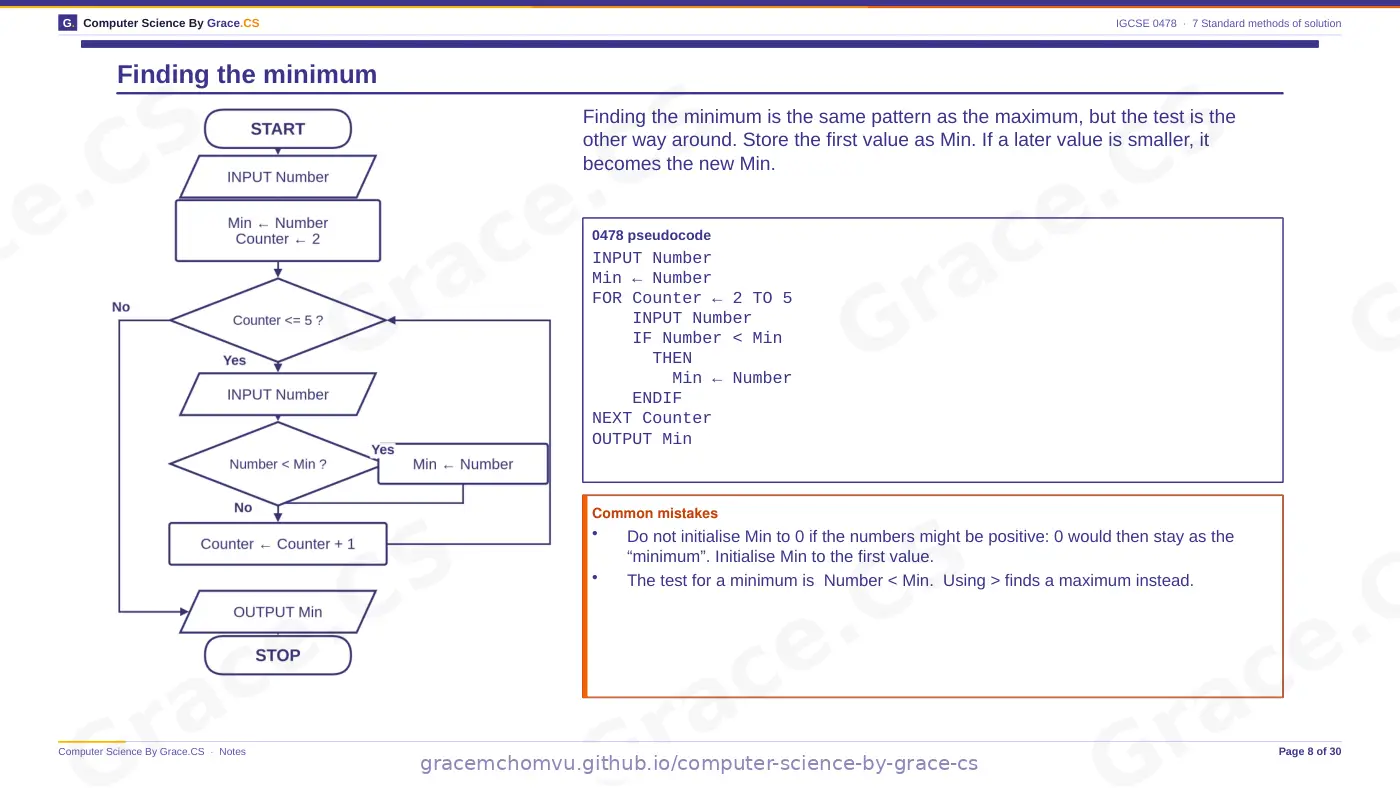 G. Computer Science By Grace.CS
IGCSE 0478 · 7 Standard methods of solution
Finding the minimum
START
INPUT Number
Min ← Number
Counter ← 2
No
Counter <= 5 ?
Yes
INPUT Number
Number < Min ?
Yes
Min ← Number
No
Counter ← Counter + 1
OUTPUT Min
STOP
Finding the minimum is the same pattern as the maximum, but the test is the
other way around. Store the first value as Min. If a later value is smaller, it
becomes the new Min.
0478 pseudocode
INPUT Number
Min ← Number
FOR Counter ← 2 TO 5
    INPUT Number
    IF Number < Min
      THEN
        Min ← Number
    ENDIF
NEXT Counter
OUTPUT Min
Common mistakes
• Do not initialise Min to 0 if the numbers might be positive: 0 would then stay as the
“minimum”. Initialise Min to the first value.
• The test for a minimum is  Number < Min.  Using > finds a maximum instead.
Computer Science By Grace.CS · Notes
gracemchomvu.github.io/computer-science-by-grace-cs
Page 8 of 30
Grace.CS